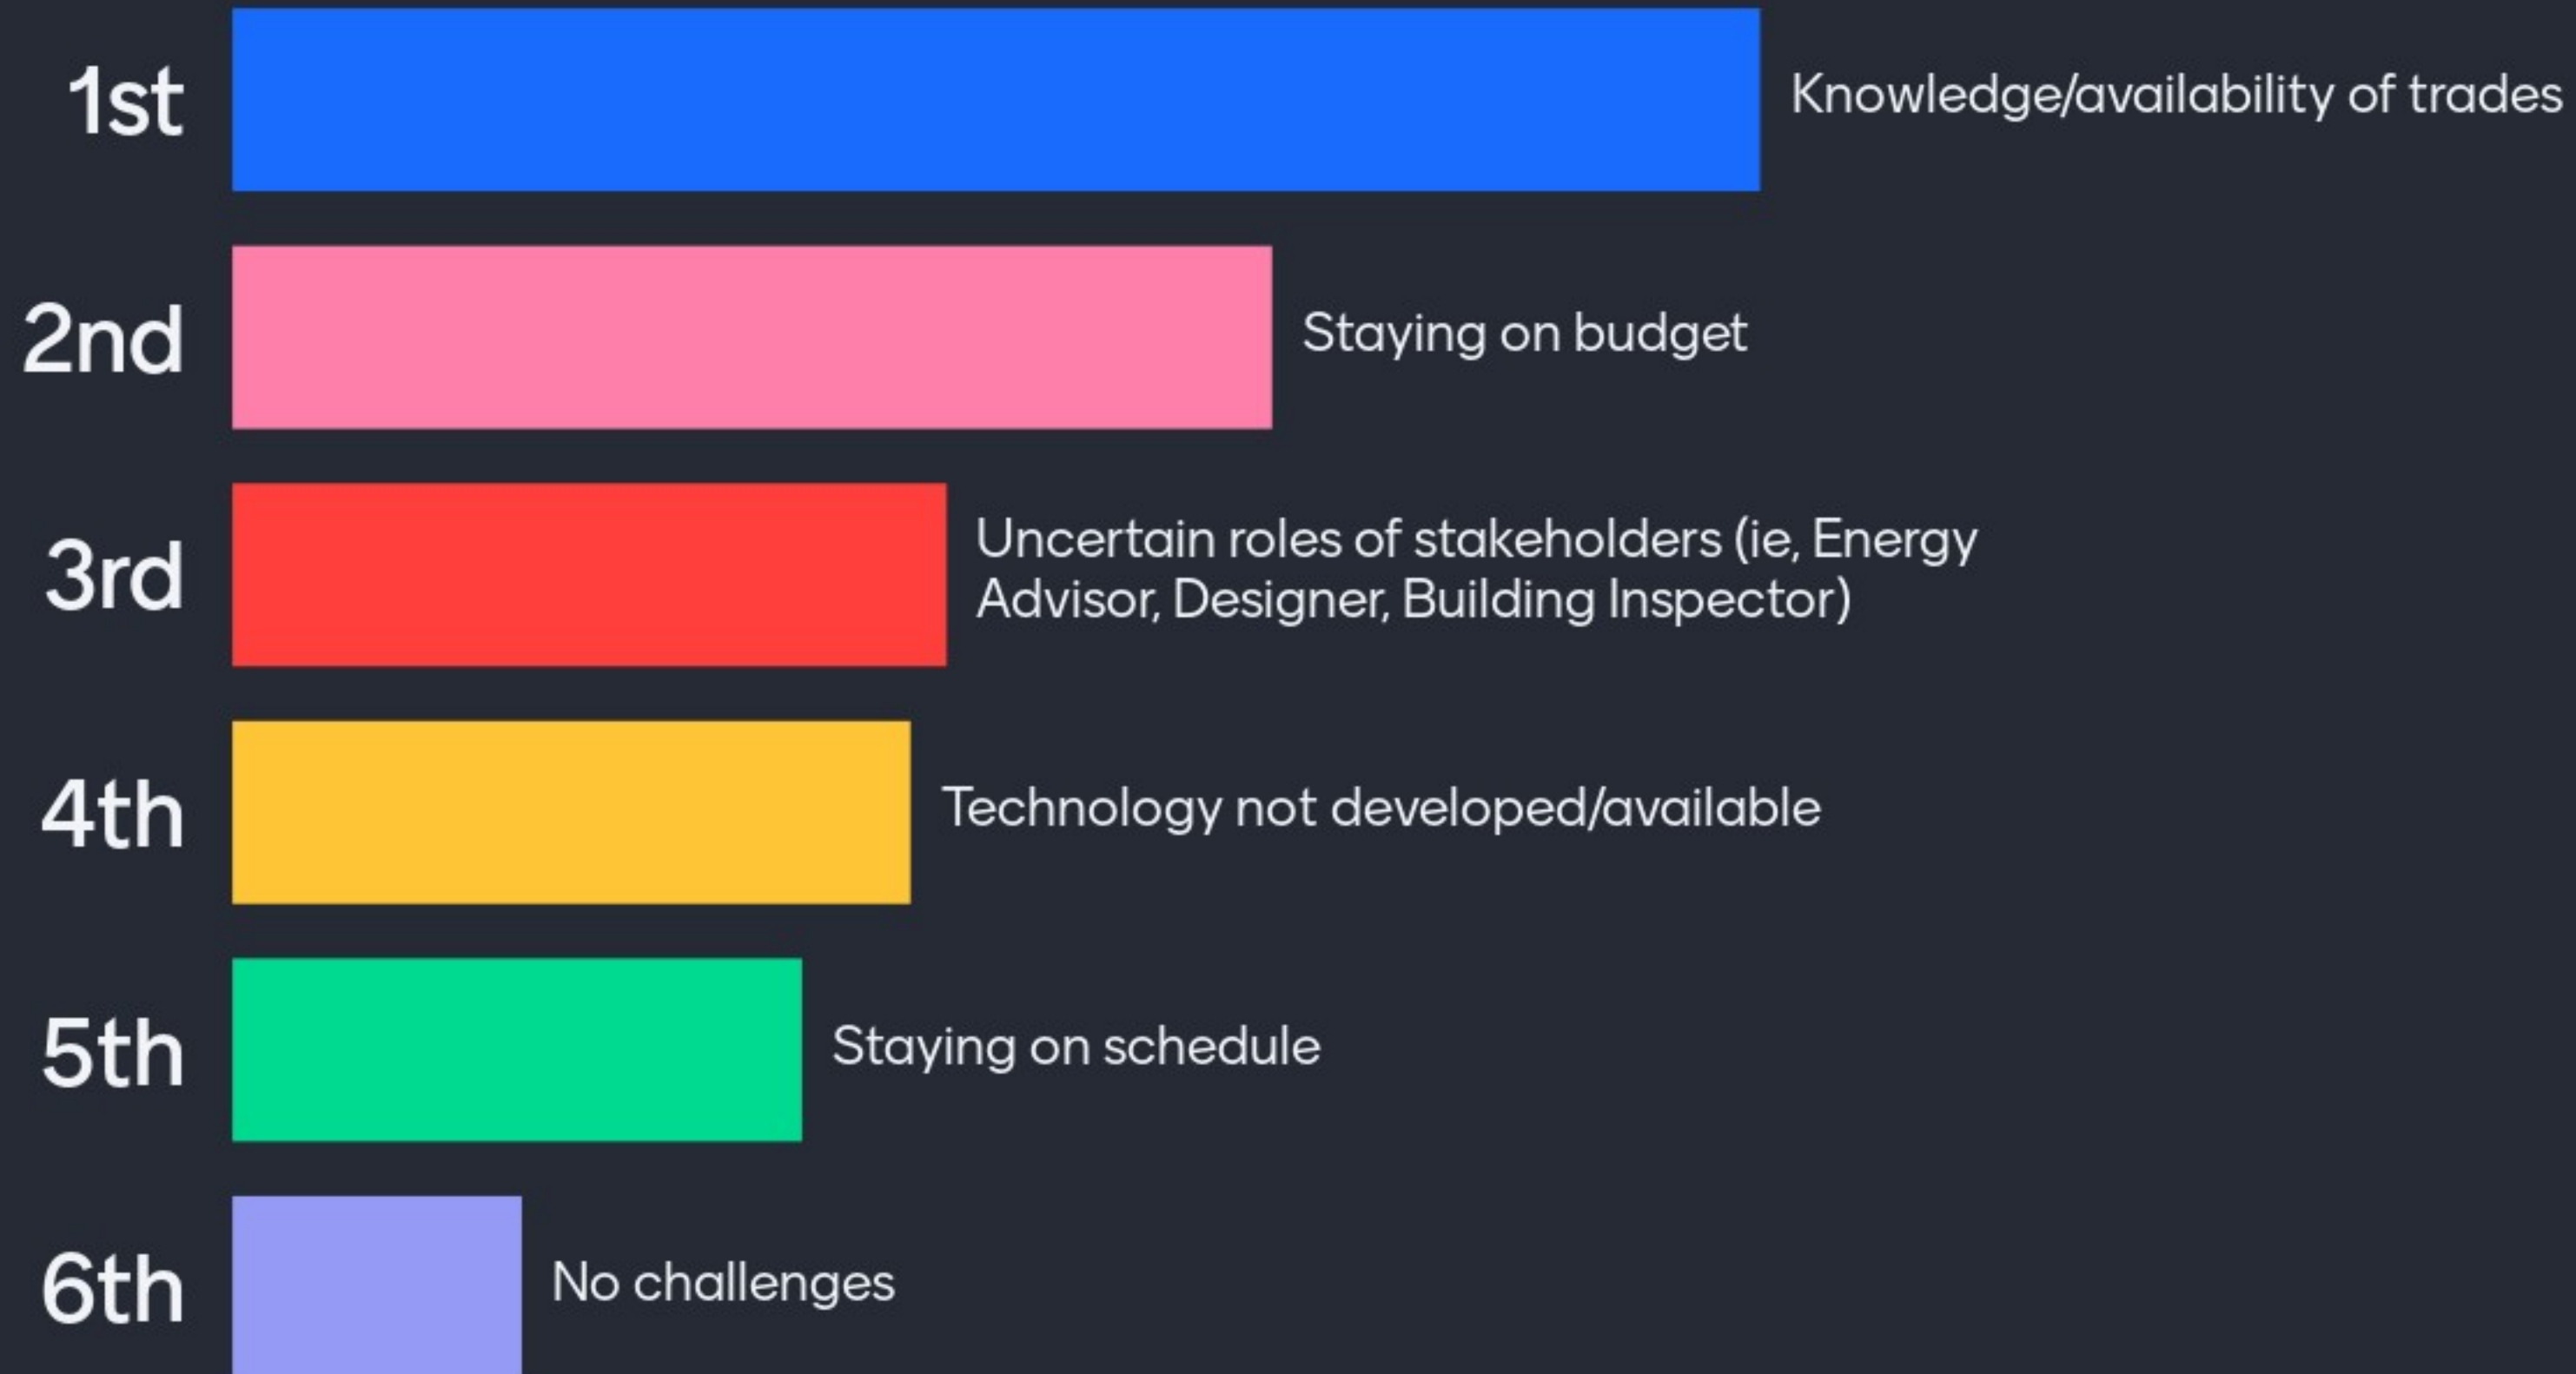 1st
Knowledge/availability of trades
2nd
Staying on budget
3rd
Uncertain roles of stakeholders (ie, Energy
Advisor, Designer, Building Inspector)
4th
Technology not developed/available
5th
Staying on schedule
6th
No challenges